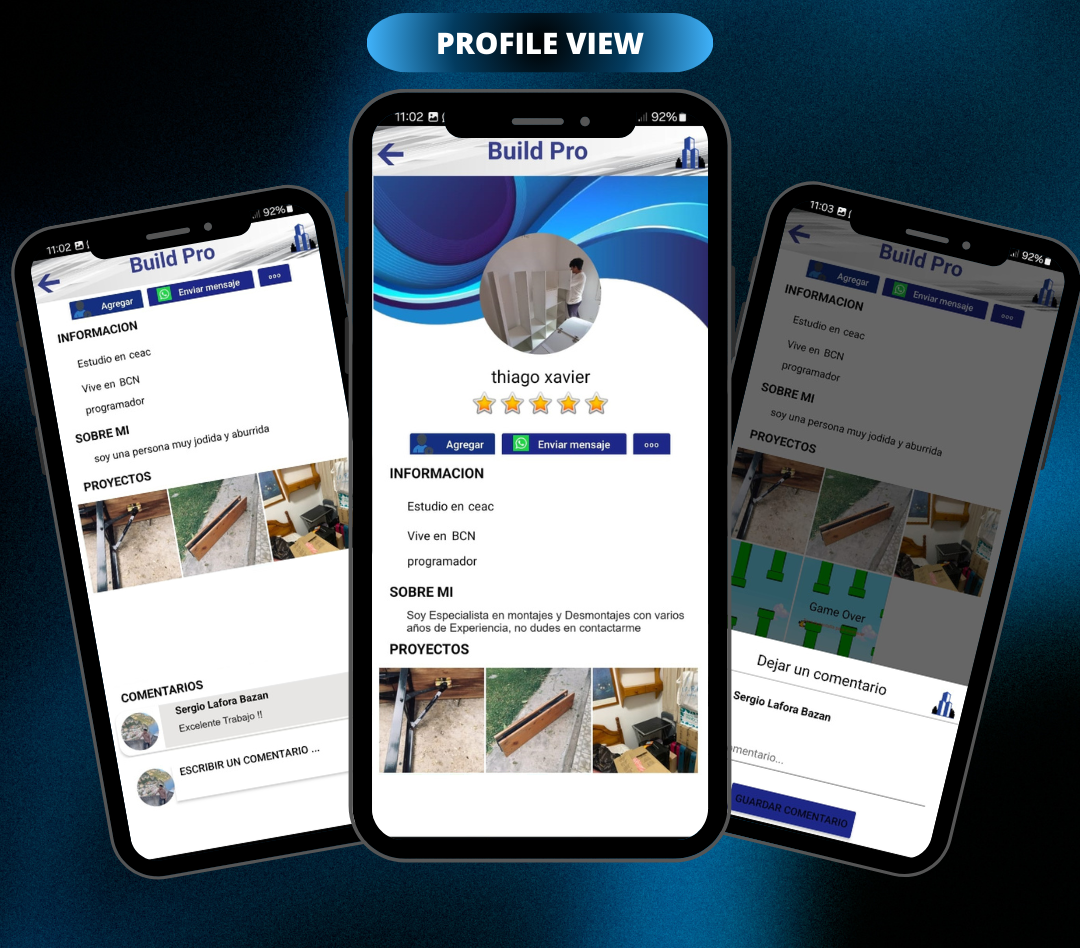 PROFILE VIEW
11:02
92%
Build Pro
Agregar
Enviar mensaje
INFORMACION
Estudio en ceac
Vive en BCN
programador
SOBRE MI
soy una persona muy jodida y aburrida
PROYECTOS
COMENTARIOS
Sergio Lafora Bazan
Excelente Trabajo !!
ESCRIBIR UN COMENTARIO ...
11:02
92%
Build Pro
thiago xavier
Agregar
Enviar mensaje
INFORMACION
Estudio en ceac
Vive en BCN
programador
SOBRE MI
Soy Especialista en montajes y Desmontajes con varios
años de Experiencia, no dudes en contactarme
PROYECTOS
11:03
92%
Build Pro
Agregar
Enviar mensaje
INFORMACION
Estudio en ceac
Vive en BCN
programador
SOBRE MI
soy una persona muy jodida y aburrida
PROYECTOS
Game Over
Dejar un comentario
Sergio Lafora Bazan
omentario...
GUARDAR COMENTARIO